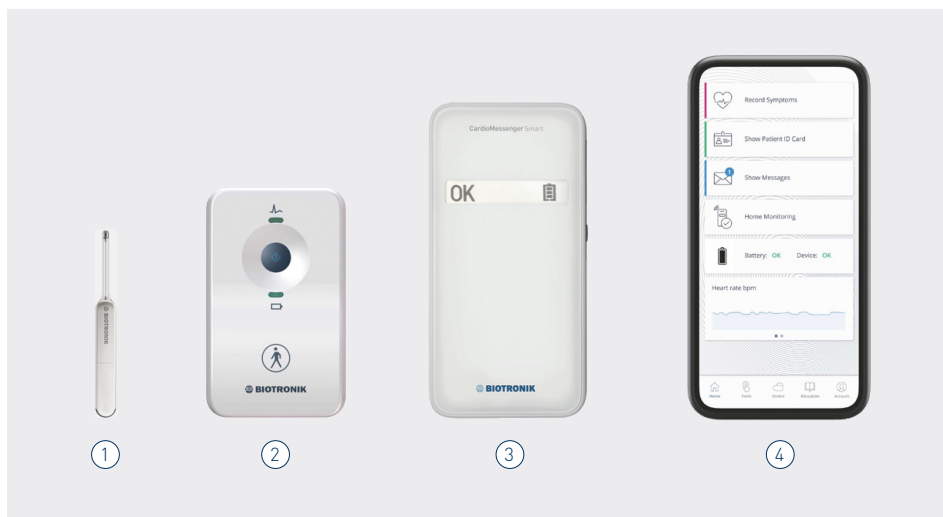 BIOTRONIK
BIOTRONIK
CardioMessenger Smart
OK
BIOTRONIK
Record Symptoms
Show Patient ID Card
1
Show Messages
Home Monitoring
Battery: OK Device: OK
Heart rate bpm
Home Tools Device Education Account
1 2 3 4